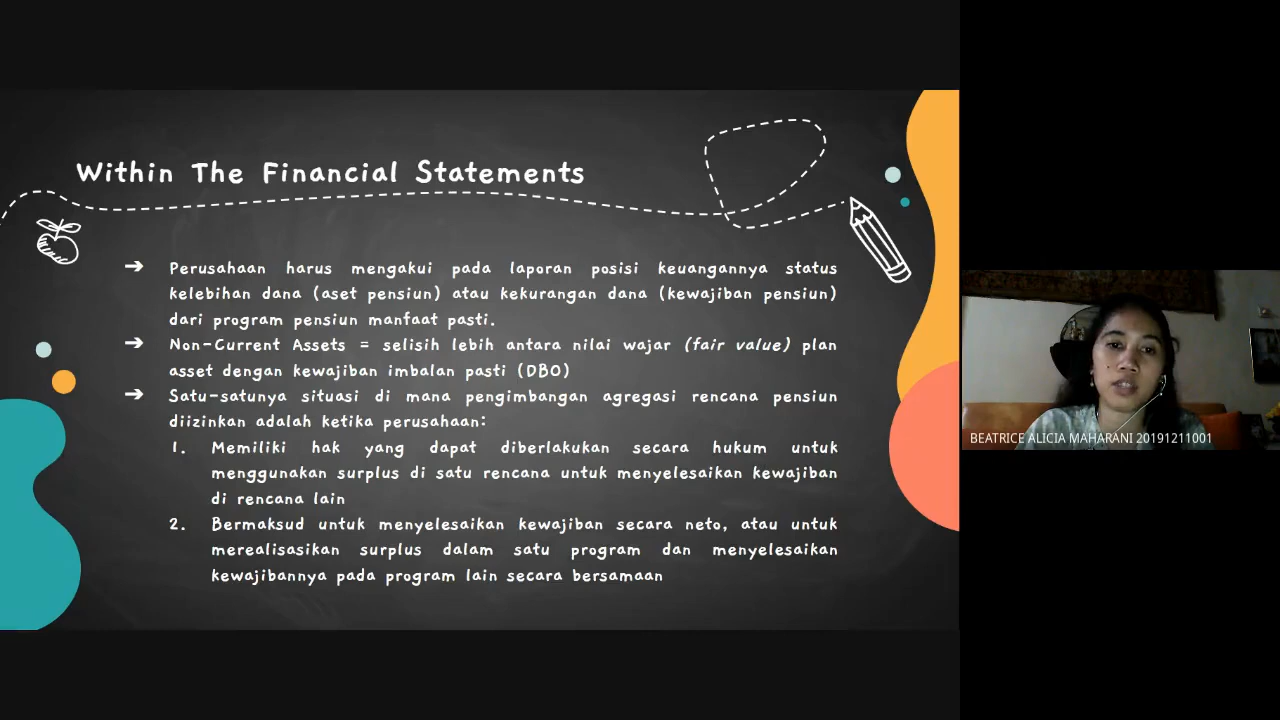 Within The Financial Statements
➔ Perusahaan harus mengakui pada laporan posisi keuangannya status
kelebihan dana (aset pensiun) atau kekurangan dana (kewajiban pensiun)
dari program pensiun manfaat pasti.
➔ Non-Current Assets = selisih lebih antara nilai wajar (fair value) plan
asset dengan kewajiban imbalan pasti (DBO)
➔ Satu-satunya situasi di mana pengimbangan agregasi rencana pensiun
diizinkan adalah ketika perusahaan:
1. Memiliki hak yang dapat diberlakukan secara hukum untuk
menggunakan surplus di satu rencana untuk menyelesaikan kewajiban
di rencana lain
2. Bermaksud untuk menyelesaikan kewajiban secara neto, atau untuk
merealisasikan surplus dalam satu program dan menyelesaikan
kewajibannya pada program lain secara bersamaan
BEATRICE ALICIA MAHARANI 20191211001